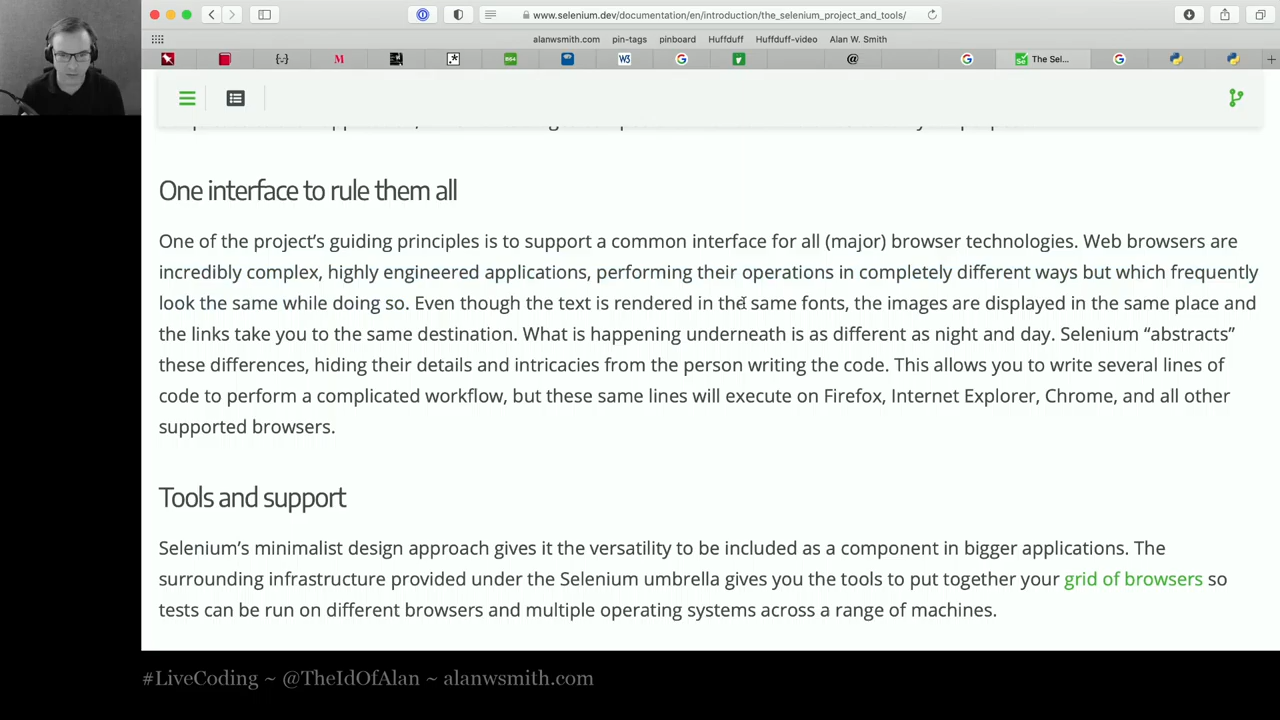 www.selenium.dev/documentation/en/introduction/the_selenium_project_and_tools/
alanwsmith.com pin-tags pinboard Huffduff Huffduff-video Alan W. Smith
The Sel...
One interface to rule them all
One of the project's guiding principles is to support a common interface for all (major) browser technologies. Web browsers are
incredibly complex, highly engineered applications, performing their operations in completely different ways but which frequently
look the same while doing so. Even though the text is rendered in the same fonts, the images are displayed in the same place and
the links take you to the same destination. What is happening underneath is as different as night and day. Selenium “abstracts”
these differences, hiding their details and intricacies from the person writing the code. This allows you to write several lines of
code to perform a complicated workflow, but these same lines will execute on Firefox, Internet Explorer, Chrome, and all other
supported browsers.
Tools and support
Selenium's minimalist design approach gives it the versatility to be included as a component in bigger applications. The
surrounding infrastructure provided under the Selenium umbrella gives you the tools to put together your grid of browsers so
tests can be run on different browsers and multiple operating systems across a range of machines.
#LiveCoding ~ @TheIdOfAlan ~ alanwsmith.com